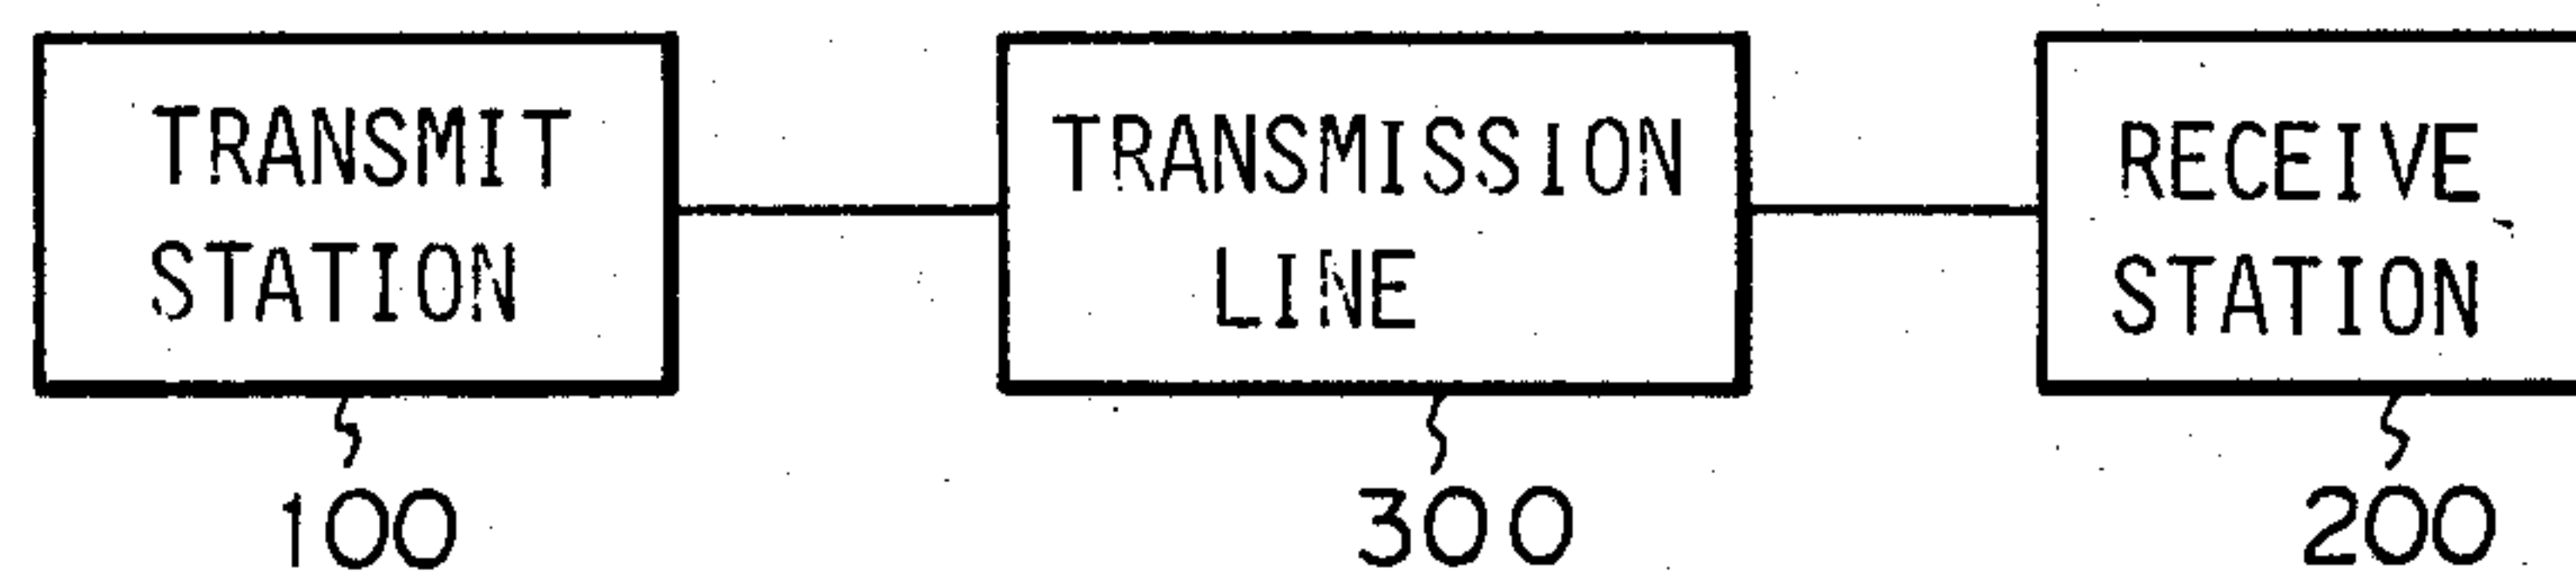 TRANSMIT
STATION
TRANSMISSION
LINE
RECEIVE
STATION
100
300
200